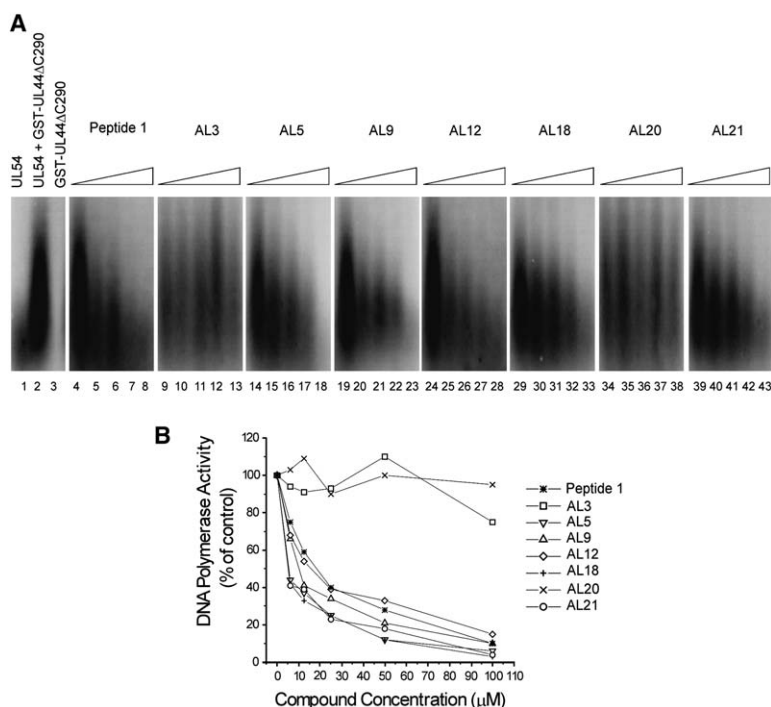 A
UL54
UL54 + GST-UL44ΔC290
GST-UL44ΔC290
Peptide 1
AL3
AL5
AL9
AL12
AL18
AL20
AL21
1 2 3 4 5 6 7 8 9 10 11 12 13 14 15 16 17 18 19 20 21 22 23 24 25 26 27 28 29 30 31 32 33 34 35 36 37 38 39 40 41 42 43
B
DNA Polymerase Activity
(% of control)
120
100
80
60
40
20
0
0 10 20 30 40 50 60 70 80 90 100 110
Compound Concentration (μM)
Peptide 1
AL3
AL5
AL9
AL12
AL18
AL20
AL21